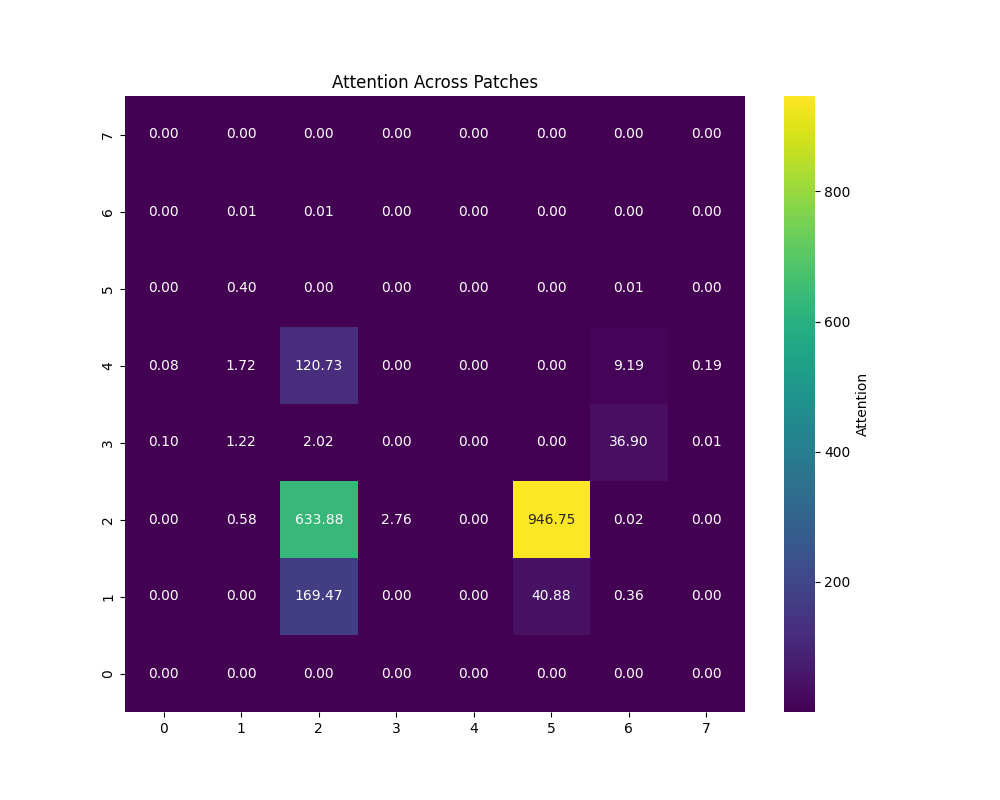 Attention Across Patches
7 0.00 0.00 0.00 0.00 0.00 0.00 0.00 0.00
800
6 0.00 0.01 0.01 0.00 0.00 0.00 0.00 0.00
5 0.00 0.40 0.00 0.00 0.00 0.00 0.01 0.00
600
4 0.08 1.72 120.73 0.00 0.00 0.00 9.19 0.19
Attention
3 0.10 1.22 2.02 0.00 0.00 0.00 36.90 0.01
400
2 0.00 0.58 633.88 2.76 0.00 946.75 0.02 0.00
200
1 0.00 0.00 169.47 0.00 0.00 40.88 0.36 0.00
0 0.00 0.00 0.00 0.00 0.00 0.00 0.00 0.00
0 1 2 3 4 5 6 7